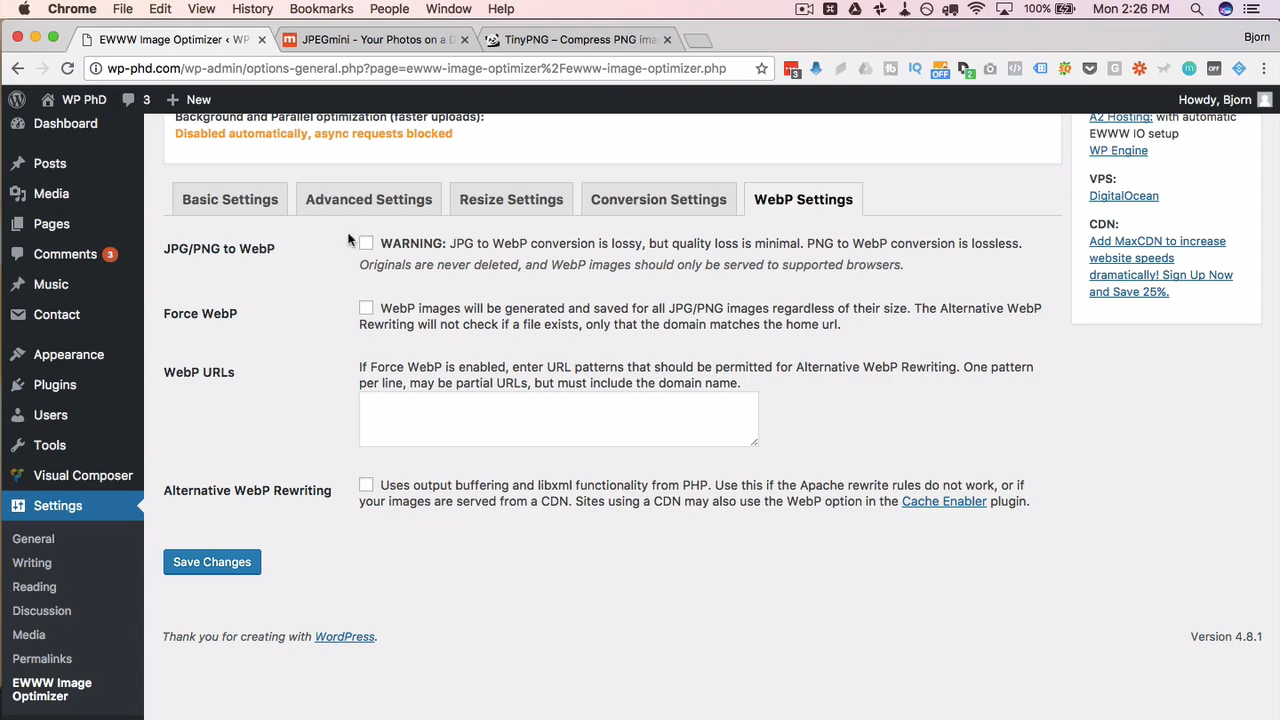 Chrome File Edit View History Bookmarks People Window Help 100% Mon 2:26 PM
EWWW Image Optimizer ‹ WP JPEGmini - Your Photos on a D TinyPNG – Compress PNG ima Bjorn
wp-phd.com/wp-admin/options-general.php?page=ewww-image-optimizer%2Fewww-image-optimizer.php
WP PhD 3 New Howdy, Bjorn
Dashboard
Posts
Media
Pages
Comments 3
Music
Contact
Appearance
Plugins
Users
Tools
Visual Composer
Settings
General
Writing
Reading
Discussion
Media
Permalinks
EWWW Image
Optimizer
Background and Parallel optimization (faster uploads):
Disabled automatically, async requests blocked
Basic Settings Advanced Settings Resize Settings Conversion Settings WebP Settings
JPG/PNG to WebP WARNING: JPG to WebP conversion is lossy, but quality loss is minimal. PNG to WebP conversion is lossless.
Originals are never deleted, and WebP images should only be served to supported browsers.
Force WebP WebP images will be generated and saved for all JPG/PNG images regardless of their size. The Alternative WebP
Rewriting will not check if a file exists, only that the domain matches the home url.
WebP URLs If Force WebP is enabled, enter URL patterns that should be permitted for Alternative WebP Rewriting. One pattern
per line, may be partial URLs, but must include the domain name.
Alternative WebP Rewriting Uses output buffering and libxml functionality from PHP. Use this if the Apache rewrite rules do not work, or if
your images are served from a CDN. Sites using a CDN may also use the WebP option in the Cache Enabler plugin.
Save Changes
Thank you for creating with WordPress. Version 4.8.1
A2 Hosting: with automatic
EWWW IO setup
WP Engine
VPS:
DigitalOcean
CDN:
Add MaxCDN to increase
website speeds
dramatically! Sign Up Now
and Save 25%.